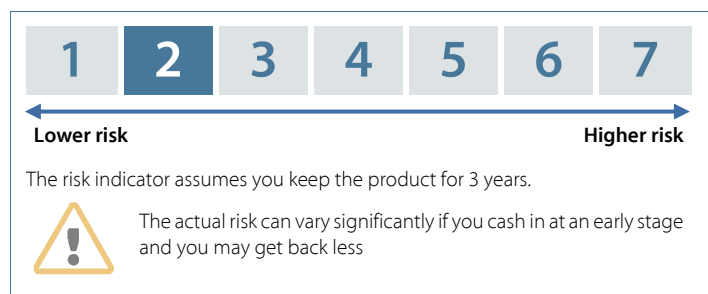 1 2 3 4 5 6 7
Lower risk Higher risk
The risk indicator assumes you keep the product for 3 years.
The actual risk can vary significantly if you cash in at an early stage
and you may get back less